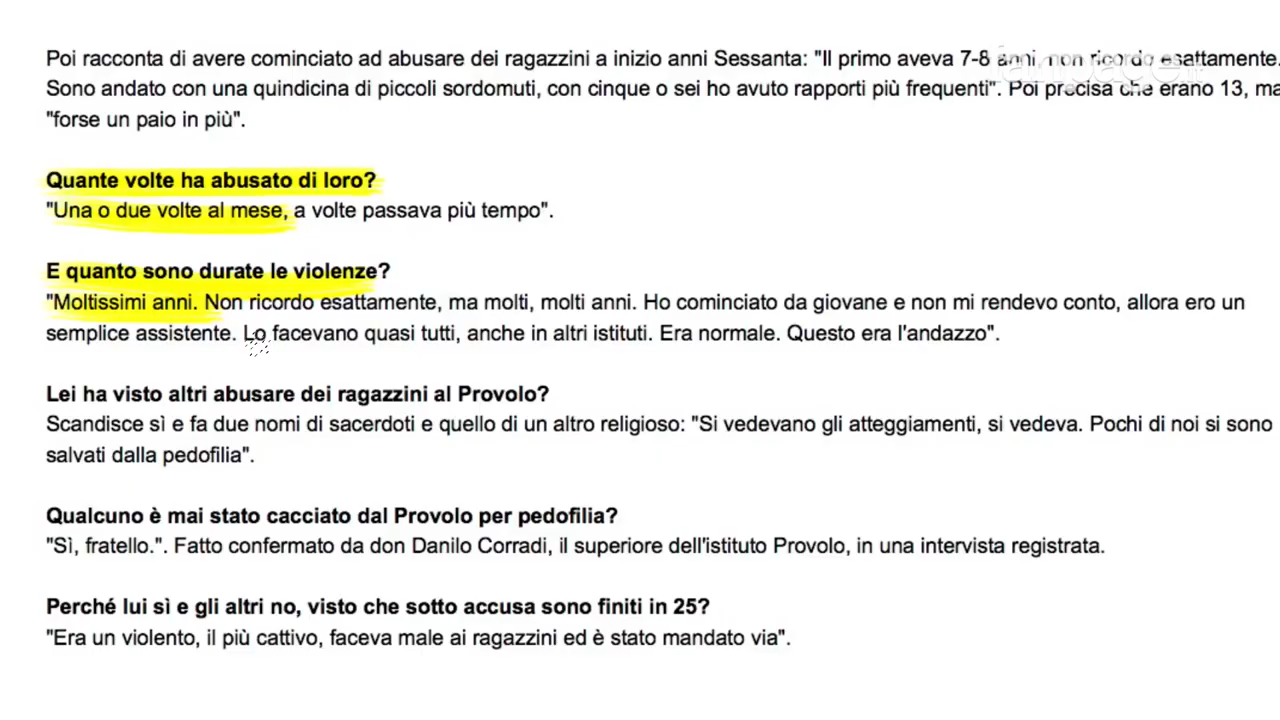 Poi racconta di avere cominciato ad abusare dei ragazzini a inizio anni Sessanta: "Il primo aveva 7-8 anni, non ricordo esattamente.
Sono andato con una quindicina di piccoli sordomuti, con cinque o sei ho avuto rapporti più frequenti". Poi precisa che erano 13, ma
"forse un paio in più".
fanpage.it
Quante volte ha abusato di loro?
"Una o due volte al mese, a volte passava più tempo".
E quanto sono durate le violenze?
"Moltissimi anni. Non ricordo esattamente, ma molti, molti anni. Ho cominciato da giovane e non mi rendevo conto, allora ero un
semplice assistente. Lo facevano quasi tutti, anche in altri istituti. Era normale. Questo era l'andazzo".
Lei ha visto altri abusare dei ragazzini al Provolo?
Scandisce sì e fa due nomi di sacerdoti e quello di un altro religioso: "Si vedevano gli atteggiamenti, si vedeva. Pochi di noi si sono
salvati dalla pedofilia".
Qualcuno è mai stato cacciato dal Provolo per pedofilia?
"Sì, fratello.". Fatto confermato da don Danilo Corradi, il superiore dell'istituto Provolo, in una intervista registrata.
Perché lui sì e gli altri no, visto che sotto accusa sono finiti in 25?
"Era un violento, il più cattivo, faceva male ai ragazzini ed è stato mandato via".